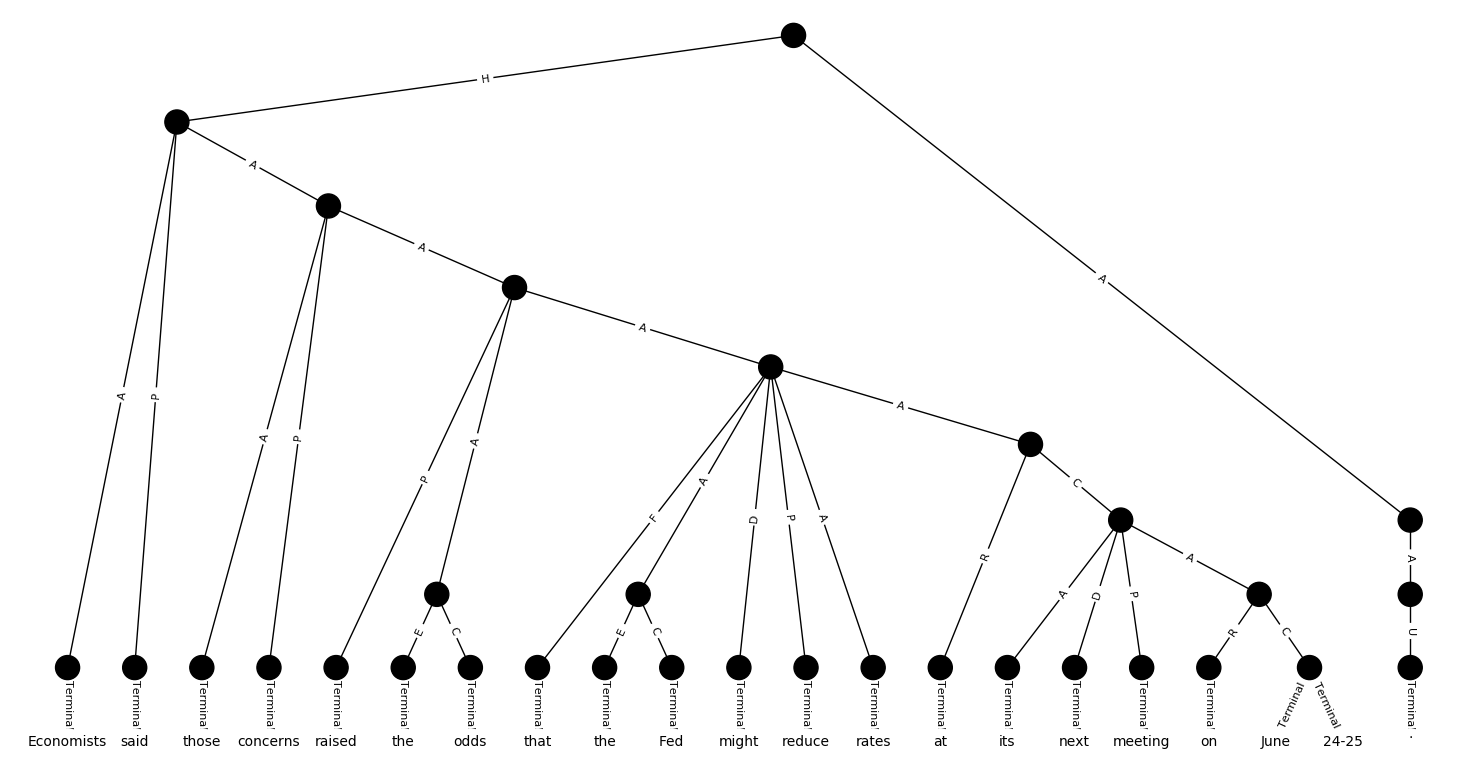 H
A
A
A
A
A
P
A
A
P
P
A
F
A
D
P
A
R
C
A
A
D
P
A
E
C
E
C
R
C
U
Terminal Terminal Terminal Terminal Terminal Terminal Terminal Terminal Terminal Terminal Terminal Terminal Terminal Terminal Terminal Terminal Terminal Terminal Terminal Terminal Terminal
Economists said those concerns raised the odds that the Fed might reduce rates at its next meeting on June 24-25 .